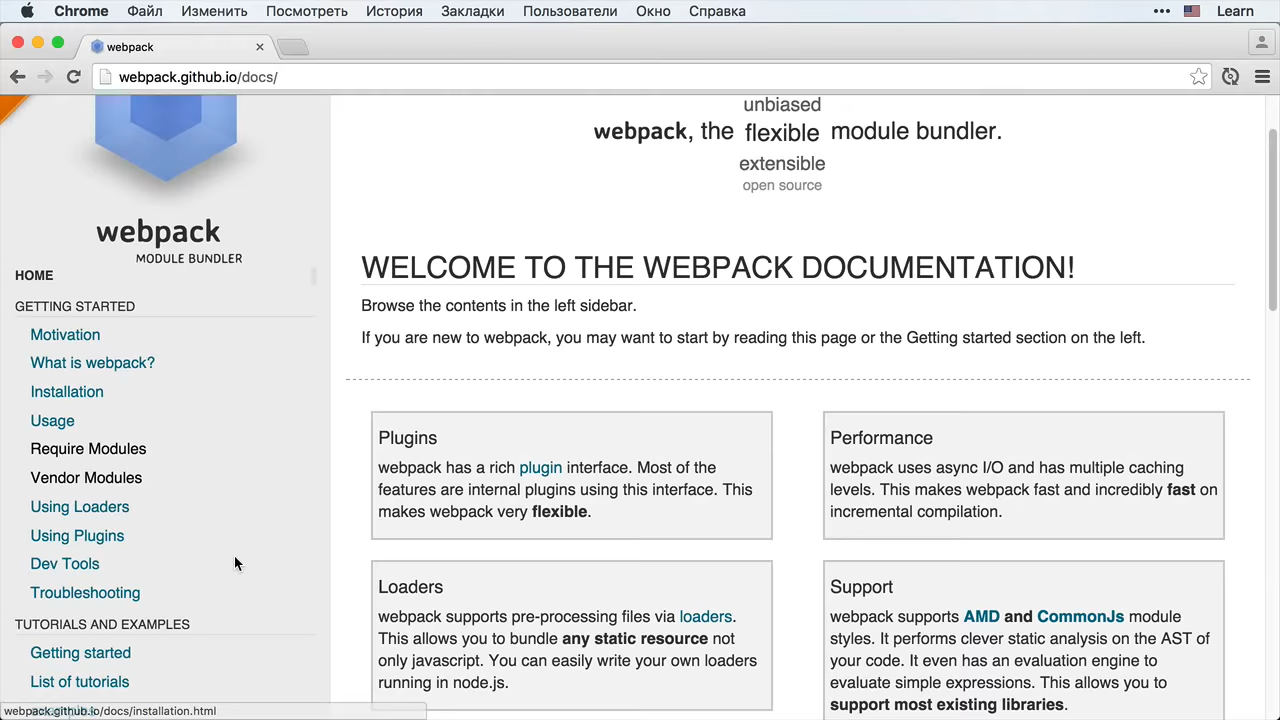 Chrome Файл Изменить Просмотреть История Закладки Пользователи Окно Справка ••• Learn
webpack
webpack.github.io/docs/
webpack
MODULE BUNDLER
HOME
GETTING STARTED
Motivation
What is webpack?
Installation
Usage
Require Modules
Vendor Modules
Using Loaders
Using Plugins
Dev Tools
Troubleshooting
TUTORIALS AND EXAMPLES
Getting started
List of tutorials
webpack.github.io/docs/installation.html
unbiased
webpack, the flexible module bundler.
extensible
open source
WELCOME TO THE WEBPACK DOCUMENTATION!
Browse the contents in the left sidebar.
If you are new to webpack, you may want to start by reading this page or the Getting started section on the left.
Plugins
webpack has a rich plugin interface. Most of the
features are internal plugins using this interface. This
makes webpack very flexible.
Performance
webpack uses async I/O and has multiple caching
levels. This makes webpack fast and incredibly fast on
incremental compilation.
Loaders
webpack supports pre-processing files via loaders.
This allows you to bundle any static resource not
only javascript. You can easily write your own loaders
running in node.js.
Support
webpack supports AMD and CommonJs module
styles. It performs clever static analysis on the AST of
your code. It even has an evaluation engine to
evaluate simple expressions. This allows you to
support most existing libraries.